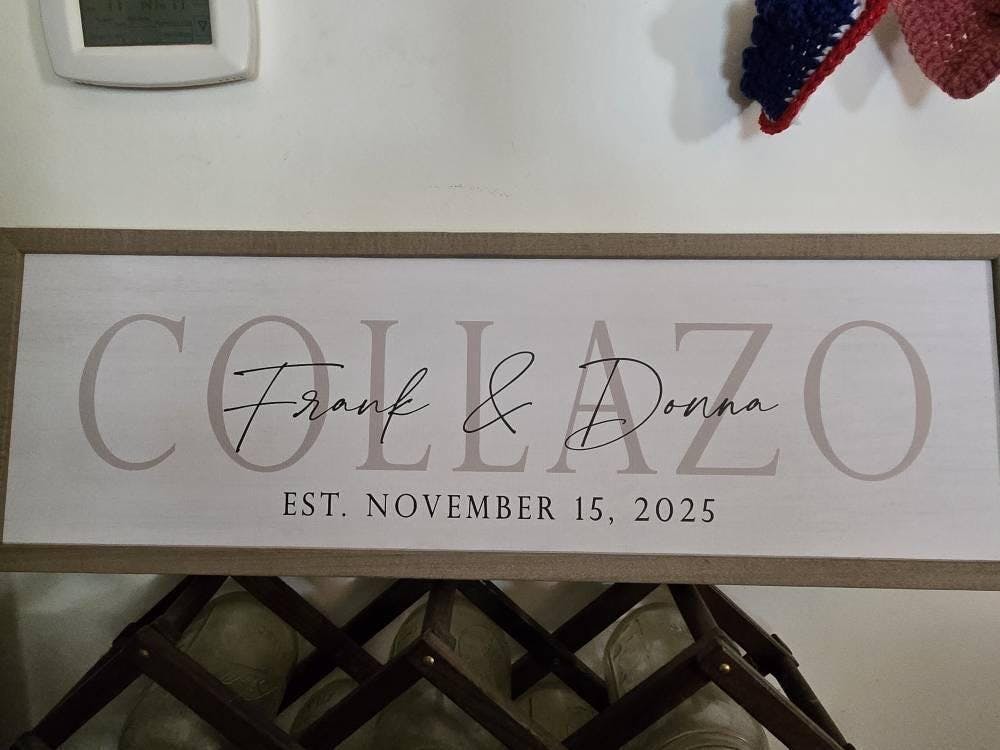 COLLAZO
Frank & Donna
EST. NOVEMBER 15, 2025